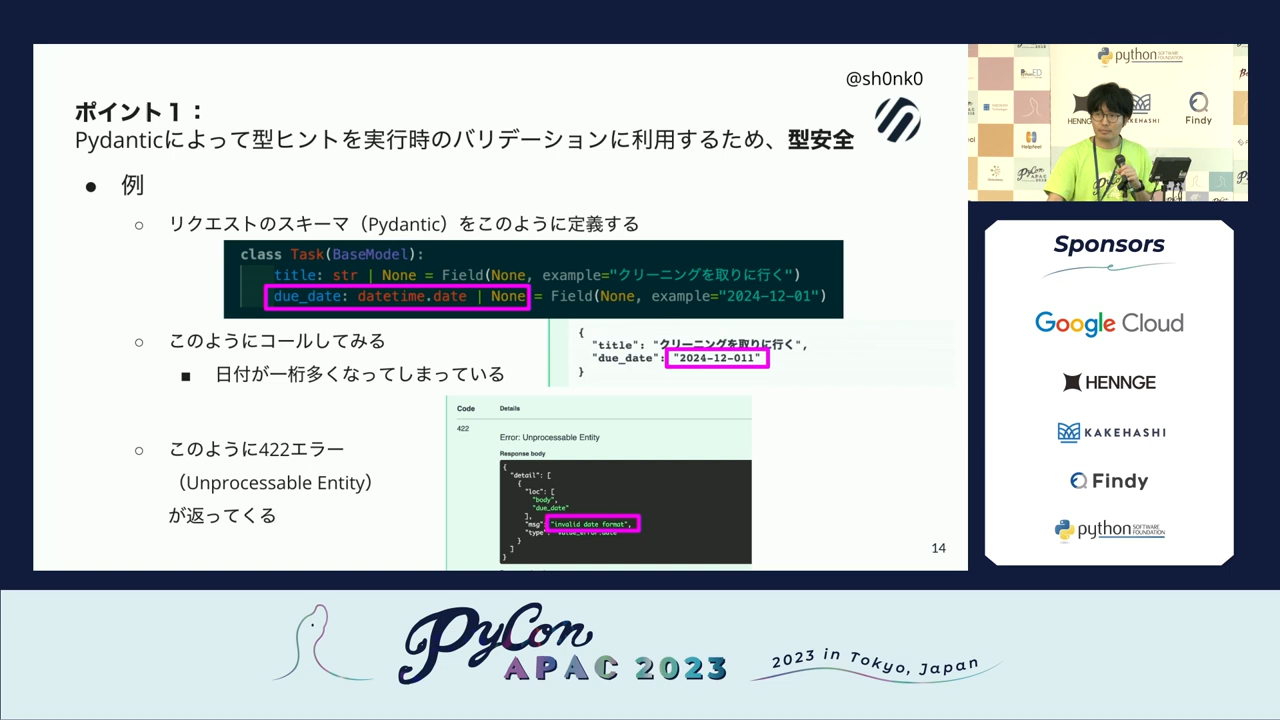 @sh0nk0
ポイント１：
Pydanticによって型ヒントを実行時のバリデーションに利用するため、型安全
● 例
○ リクエストのスキーマ（Pydantic）をこのように定義する
class Task(BaseModel):
title: str | None = Field(None, example="クリーニングを取りに行く")
due_date: datetime.date | None = Field(None, example="2024-12-01")
○ このようにコールしてみる
■ 日付が一桁多くなってしまっている
{
"title": "クリーニングを取りに行く",
"due_date": "2024-12-011"
}
○ このように422エラー
（Unprocessable Entity）
が返ってくる
Code Details
422
Error: Unprocessable Entity
Response body
{
"detail": [
{
"loc": [
"body",
"due_date"
],
"msg": "invalid date format",
"type": "value_error.date"
}
]
}
14
python
HENNGE
KAKEHASHI
Findy
Helpfeel
PyCon
APAC
2023
Sponsors
Google Cloud
HENNGE
KAKEHASHI
Findy
python SOFTWARE FOUNDATION
PyCon
APAC 2023
2023 in Tokyo, Japan